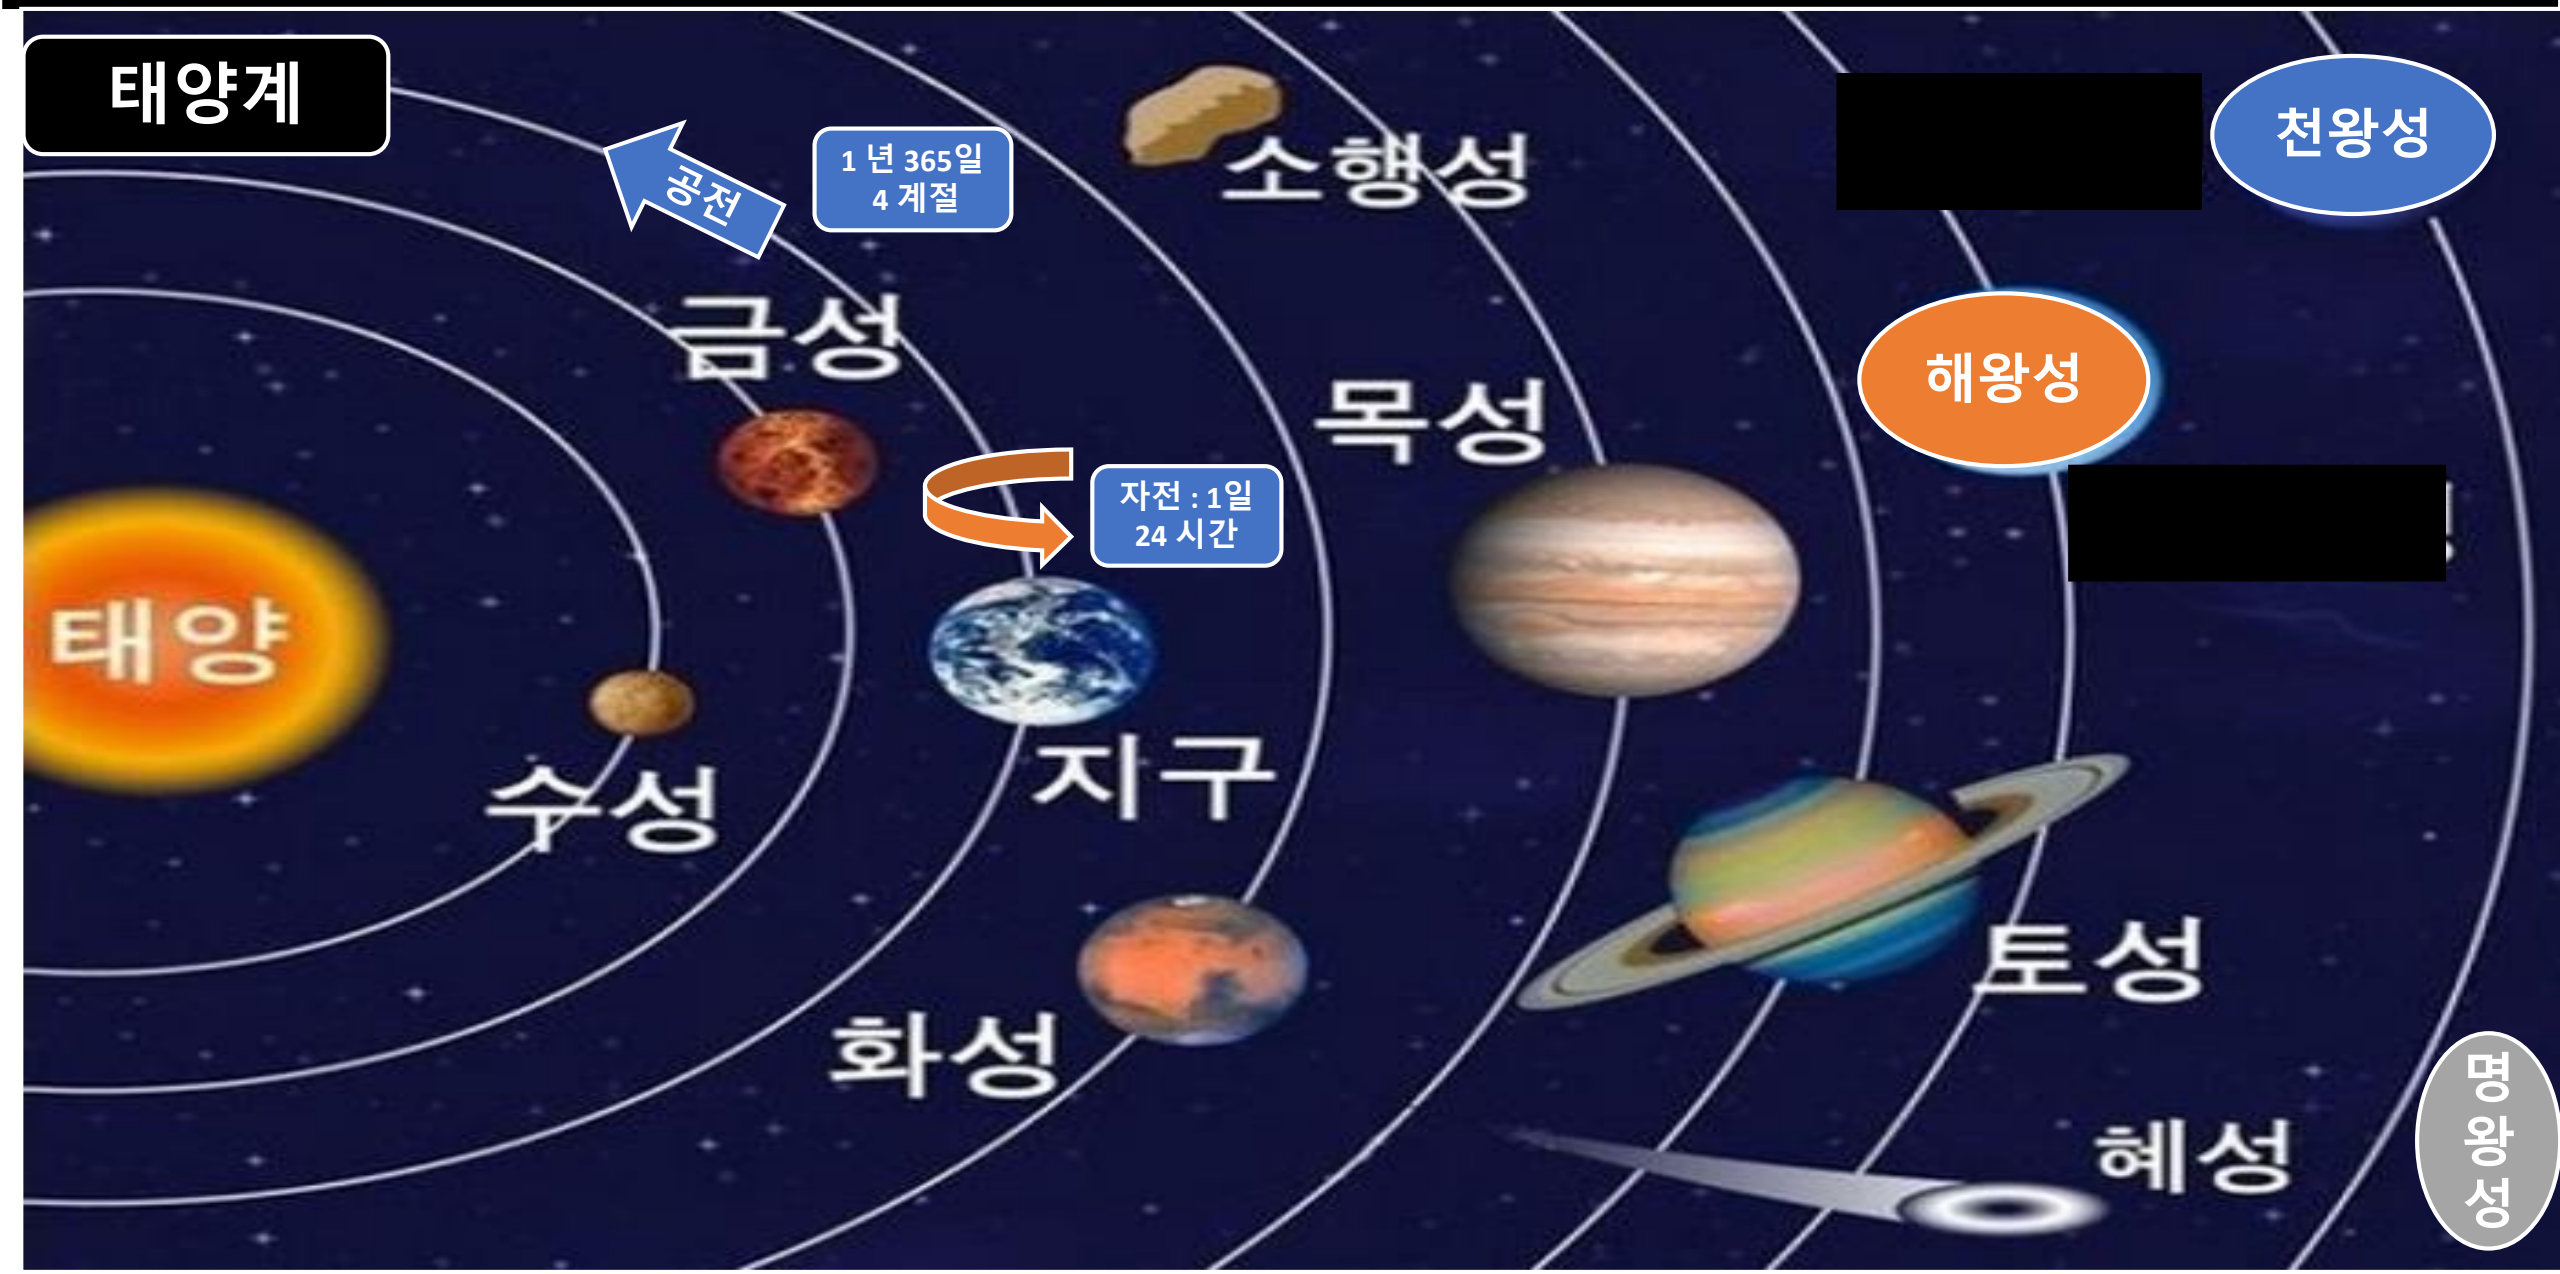 태양계
천왕성
1 년 365일
4 계절
공전
소행성
금성
해왕성
목성
자전 : 1일
24 시간
태양
지구
수성
토성
화성
명
왕
성
혜성